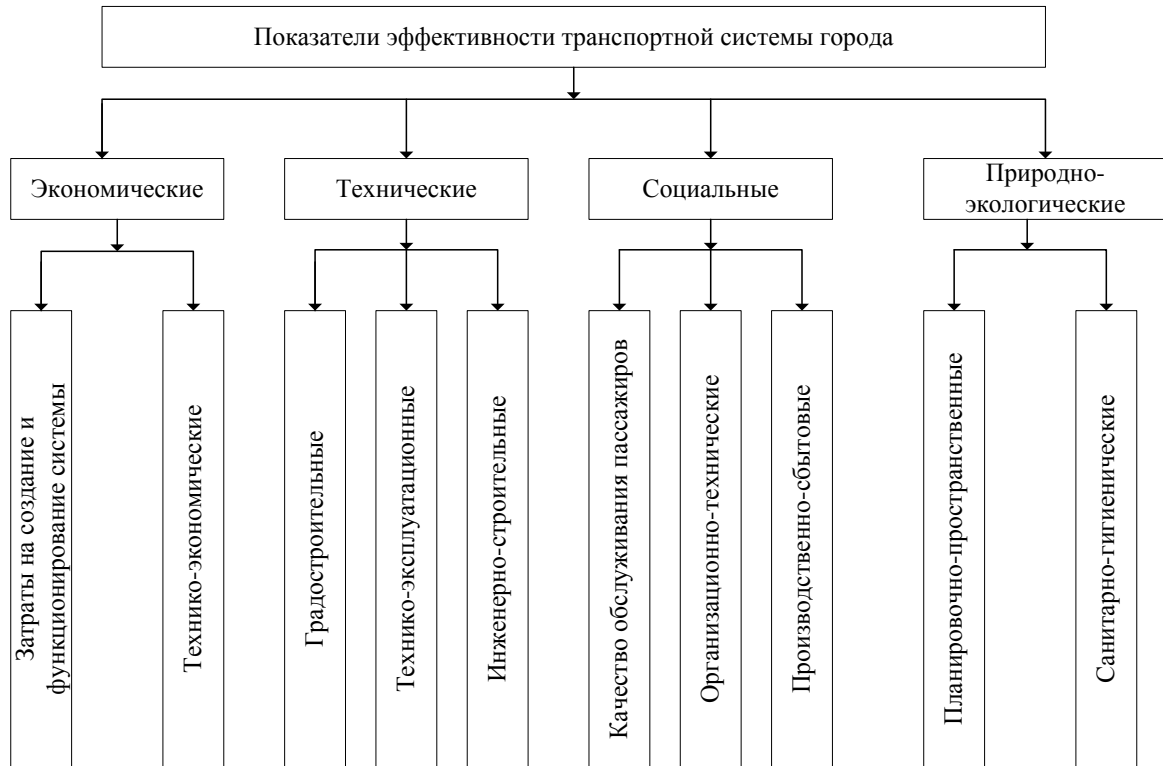 Показатели эффективности транспортной системы города
Экономические
Технические
Социальные
Природно-
экологические
Затраты на создание и
функционирование системы
Технико-экономические
Градостроительные
Технико-эксплуатационные
Инженерно-строительные
Качество обслуживания пассажиров
Организационно-технические
Производственно-сбытовые
Планировочно-пространственные
Санитарно-гигиенические